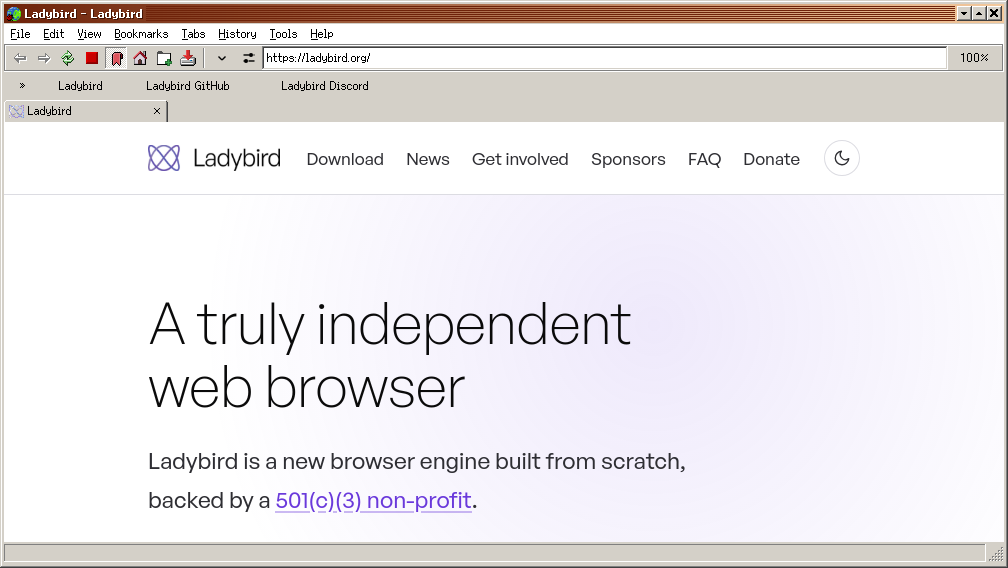 Ladybird - Ladybird
File Edit View Bookmarks Tabs History Tools Help
https://ladybird.org/ 100%
» Ladybird Ladybird GitHub Ladybird Discord
Ladybird
Ladybird Download News Get involved Sponsors FAQ Donate
A truly independent
web browser
Ladybird is a new browser engine built from scratch,
backed by a 501(c)(3) non-profit.